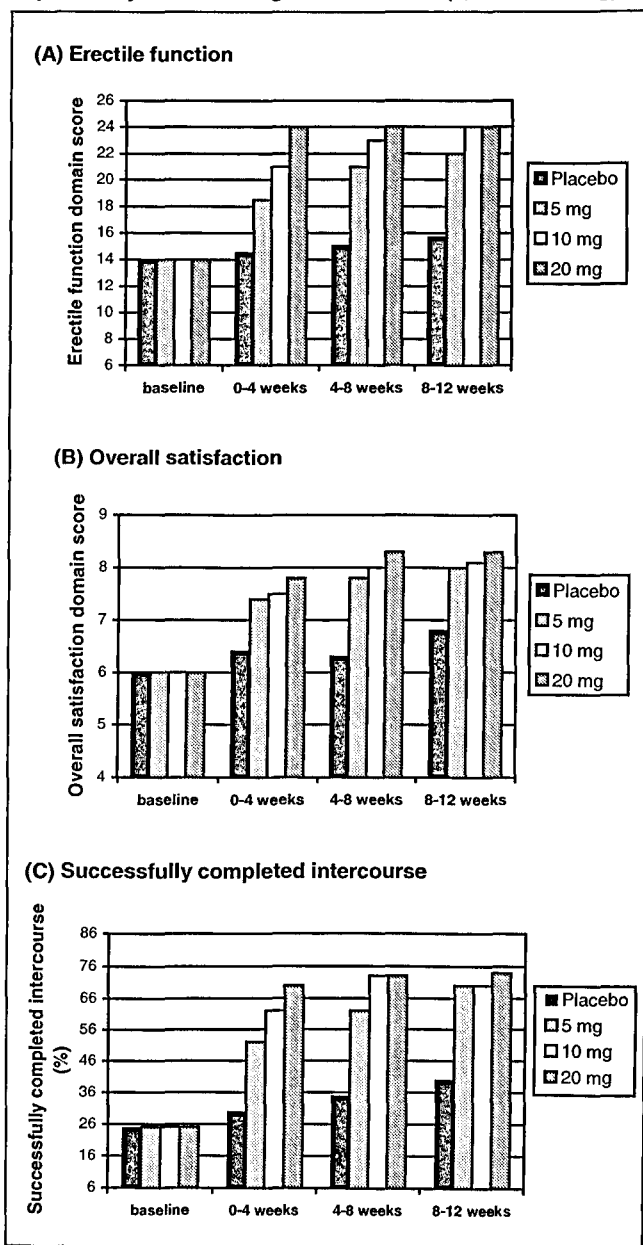 (A) Erectile function
Erectile function domain score
26
24
22
20
18
16
14
12
10
8
6
baseline 0-4 weeks 4-8 weeks 8-12 weeks
Placebo
5 mg
10 mg
20 mg
(B) Overall satisfaction
Overall satisfaction domain score
9
8
7
6
5
4
baseline 0-4 weeks 4-8 weeks 8-12 weeks
Placebo
5 mg
10 mg
20 mg
(C) Successfully completed intercourse
Successfully completed intercourse
(%)
86
76
66
56
46
36
26
16
6
baseline 0-4 weeks 4-8 weeks 8-12 weeks
Placebo
5 mg
10 mg
20 mg